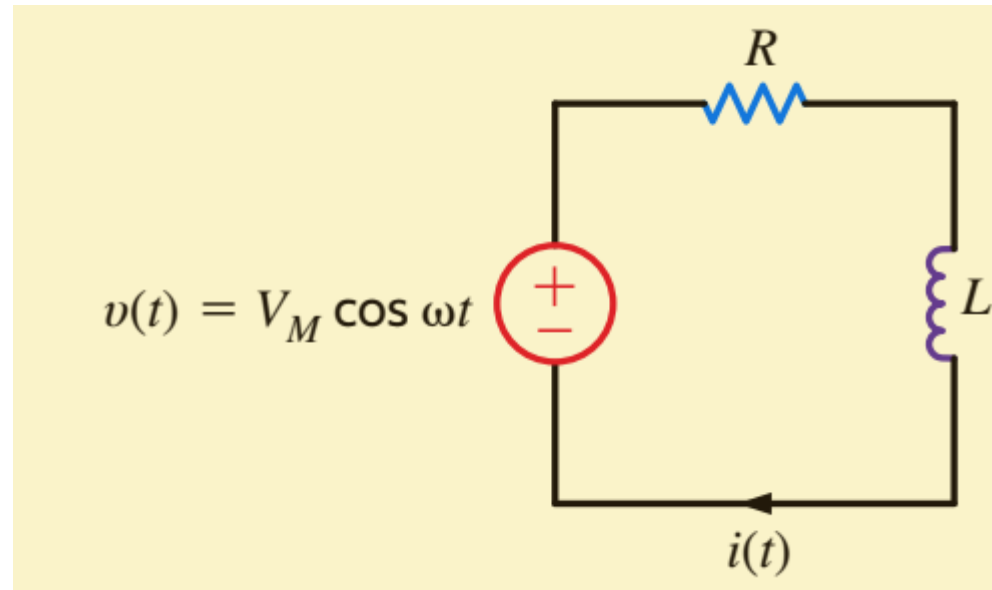 R
+
−
v(t) = V_M cos ωt
L
i(t)